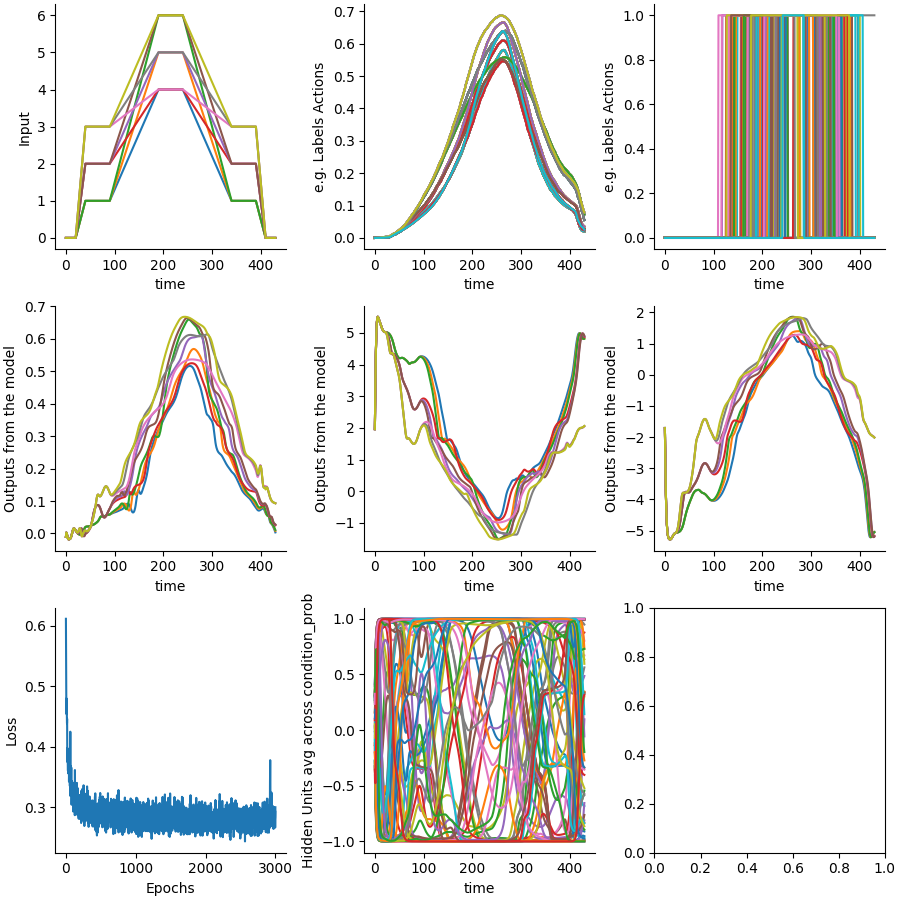 6
5
4
3
2
1
0
Input
0 100 200 300 400
time
0.7
0.6
0.5
0.4
0.3
0.2
0.1
0.0
e.g. Labels Actions
0 100 200 300 400
time
1.0
0.8
0.6
0.4
0.2
0.0
e.g. Labels Actions
0 100 200 300 400
time
0.7
0.6
0.5
0.4
0.3
0.2
0.1
0.0
Outputs from the model
0 100 200 300 400
time
5
4
3
2
1
0
−1
Outputs from the model
0 100 200 300 400
time
2
1
0
−1
−2
−3
−4
−5
Outputs from the model
0 100 200 300 400
time
0.6
0.5
0.4
0.3
Loss
0 1000 2000 3000
Epochs
1.0
0.5
0.0
−0.5
−1.0
Hidden Units avg across condition_prob
0 100 200 300 400
time
1.0
0.8
0.6
0.4
0.2
0.0
0.0 0.2 0.4 0.6 0.8 1.0